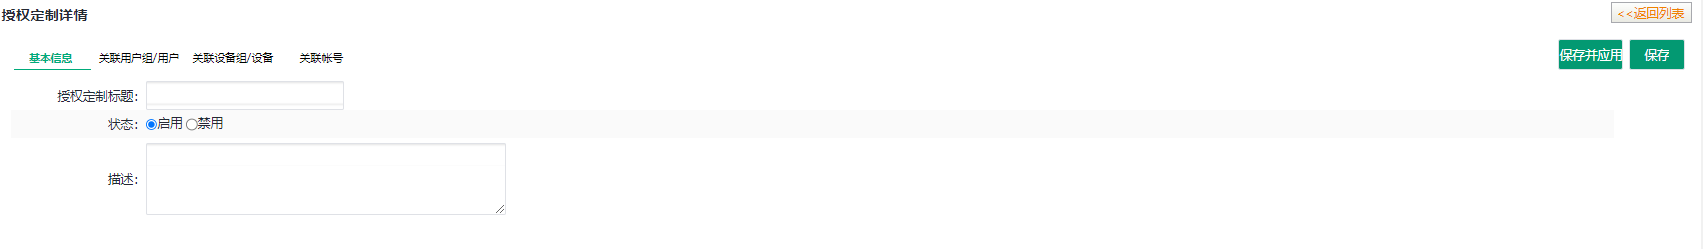 授权定制详情
<<返回列表
基本信息 关联用户组/用户 关联设备组/设备 关联帐号 保存并应用 保存
授权定制标题：
状态： 启用 禁用
描述：